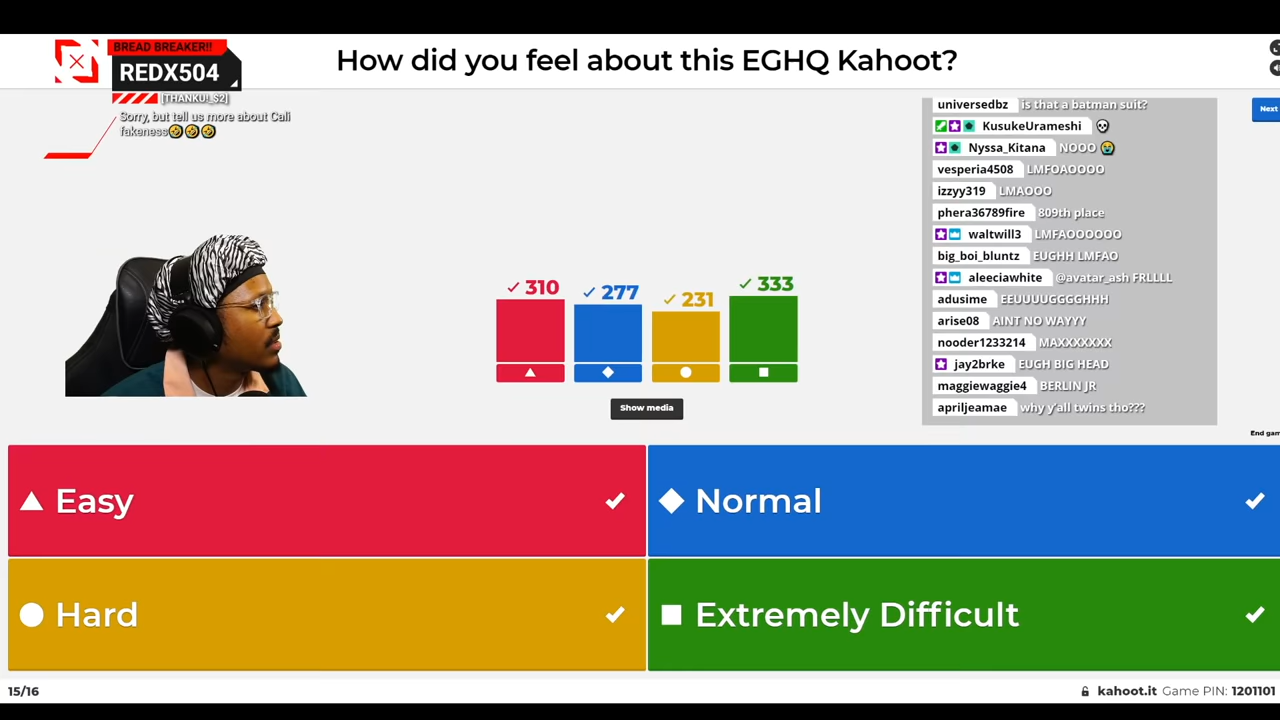 How did you feel about this EGHQ Kahoot?
BREAD BREAKER!!
REDX504
[THANKU!_$2]
Sorry, but tell us more about Cali
fakeness🤣🤣🤣
universedbz is that a batman suit?
KusukeUrameshi 💀
Nyssa_Kitana NOOO 😭
vesperia4508 LMFOAOOOO
izzyy319 LMAOOO
phera36789fire 809th place
waltwill3 LMFAOOOOOO
big_boi_bluntz EUGHH LMFAO
aleeciawhite @avatar_ash FRLLLL
adusime EEUUUUGGGGHHH
arise08 AINT NO WAYYY
nooder1233214 MAXXXXXXX
jay2brke EUGH BIG HEAD
maggiewaggie4 BERLIN JR
apriljeamae why y'all twins tho???
Next
310
277
231
333
Show media
End gam
Easy
Normal
Hard
Extremely Difficult
15/16
kahoot.it Game PIN: 1201101